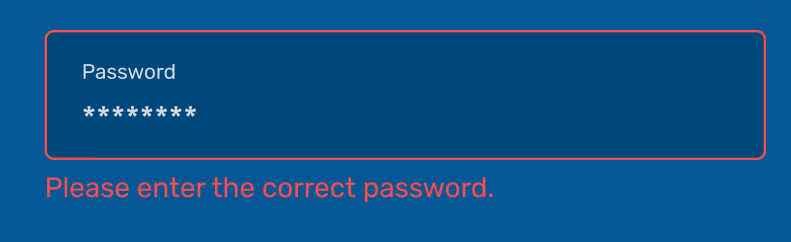 Password
********
Please enter the correct password.